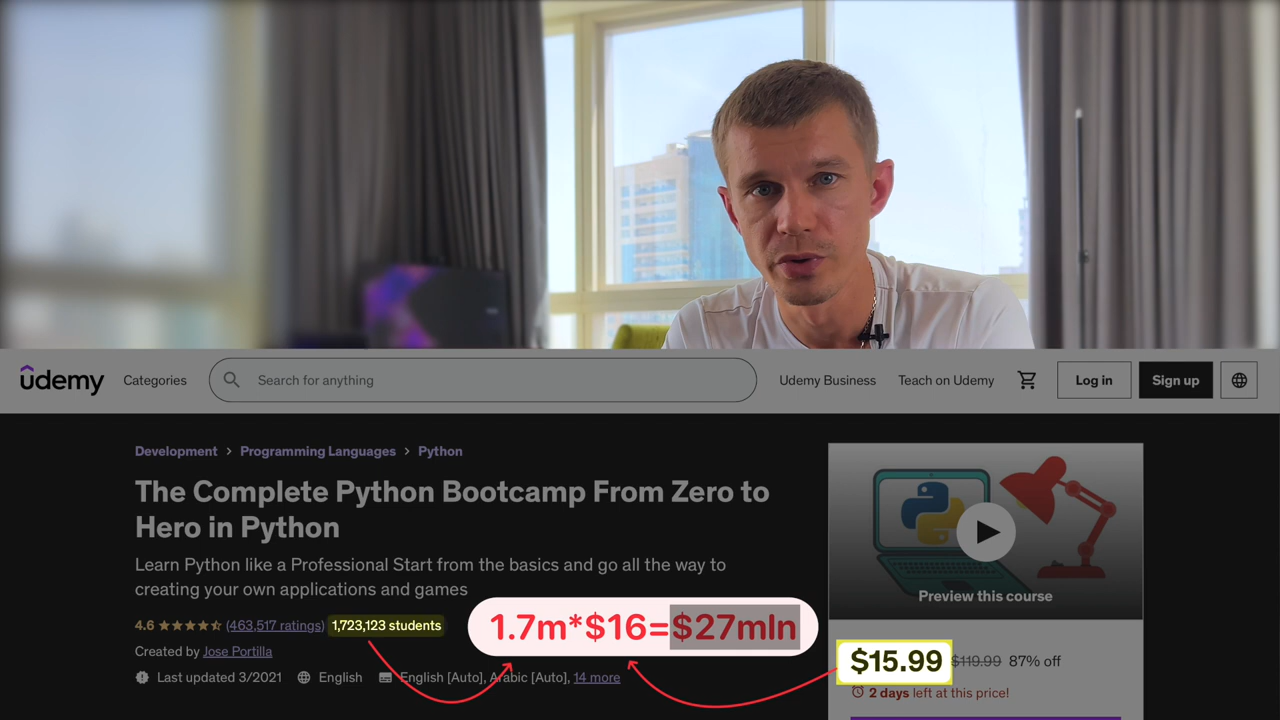 udemy Categories Search for anything Udemy Business Teach on Udemy Log in Sign up
Development > Programming Languages > Python
The Complete Python Bootcamp From Zero to
Hero in Python
Learn Python like a Professional Start from the basics and go all the way to
creating your own applications and games
4.6 (463,517 ratings) 1,723,123 students
1.7m*$16=$27mln
Created by Jose Portilla
Last updated 3/2021 English English [Auto], Arabic [Auto], 14 more
Preview this course
$15.99 $119.99 87% off
2 days left at this price!